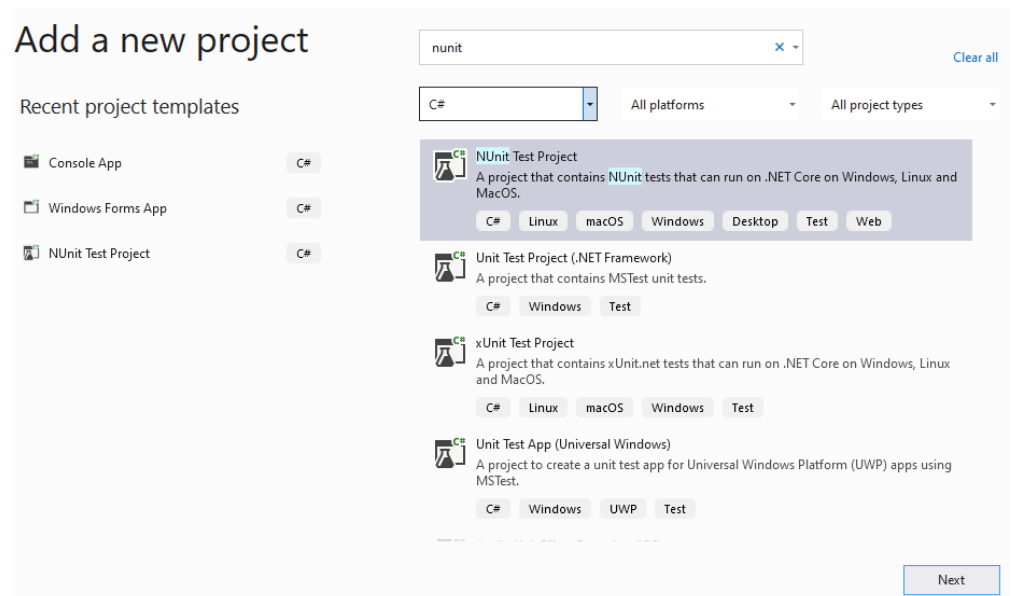 Add a new project
nunit
Clear all
Recent project templates
C#
All platforms
All project types
Console App
C#
Windows Forms App
C#
NUnit Test Project
C#
C#
NUnit Test Project
A project that contains NUnit tests that can run on .NET Core on Windows, Linux and
MacOS.
C# Linux macOS Windows Desktop Test Web
C#
Unit Test Project (.NET Framework)
A project that contains MSTest unit tests.
C# Windows Test
C#
xUnit Test Project
A project that contains xUnit.net tests that can run on .NET Core on Windows, Linux
and MacOS.
C# Linux macOS Windows Test
C#
Unit Test App (Universal Windows)
A project to create a unit test app for Universal Windows Platform (UWP) apps using
MSTest.
C# Windows UWP Test
Next